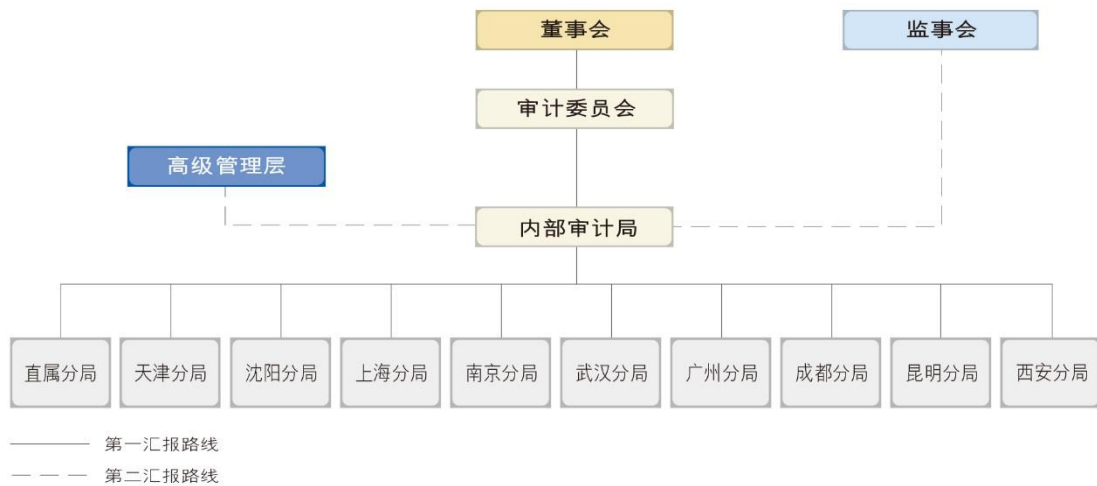 董事会
监事会
审计委员会
高级管理层
内部审计局
直属分局
天津分局
沈阳分局
上海分局
南京分局
武汉分局
广州分局
成都分局
昆明分局
西安分局
第一汇报路线
第二汇报路线